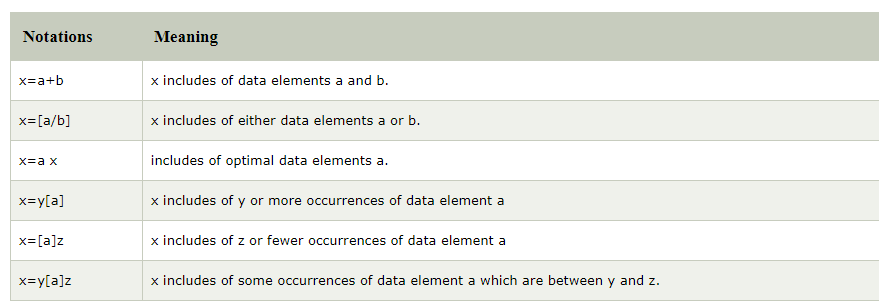 Notations Meaning
x=a+b x includes of data elements a and b.
x=[a/b] x includes of either data elements a or b.
x=a x includes of optimal data elements a.
x=y[a] x includes of y or more occurrences of data element a
x=[a]z x includes of z or fewer occurrences of data element a
x=y[a]z x includes of some occurrences of data element a which are between y and z.